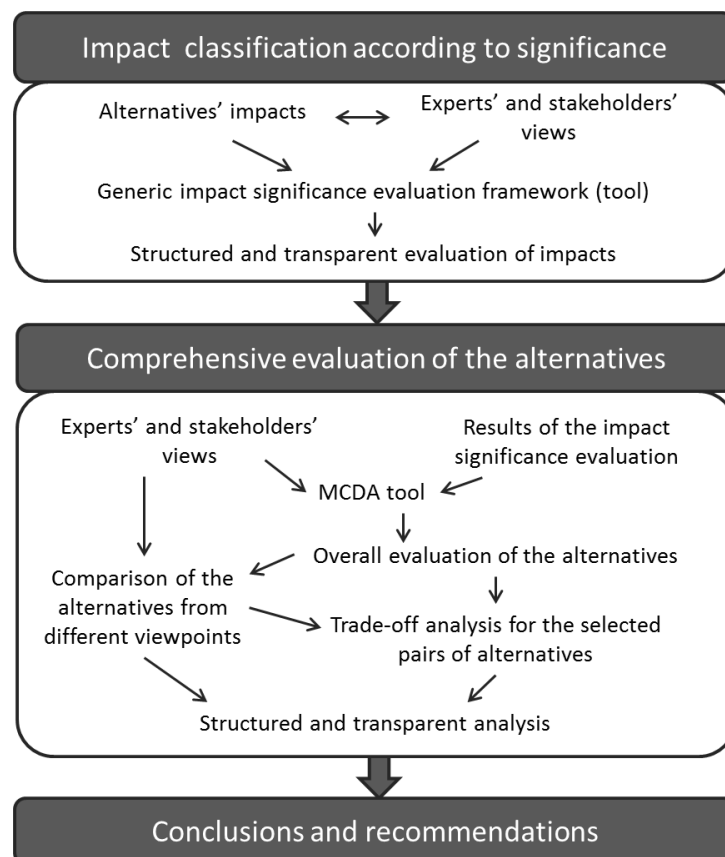 Impact classification according to significance
Alternatives’ impacts
Experts’ and stakeholders’
views
Generic impact significance evaluation framework (tool)
Structured and transparent evaluation of impacts
Comprehensive evaluation of the alternatives
Experts’ and stakeholders’
views
Results of the impact
significance evaluation
MCDA tool
Overall evaluation of the alternatives
Comparison of the
alternatives from
different viewpoints
Trade-off analysis for the selected
pairs of alternatives
Structured and transparent analysis
Conclusions and recommendations